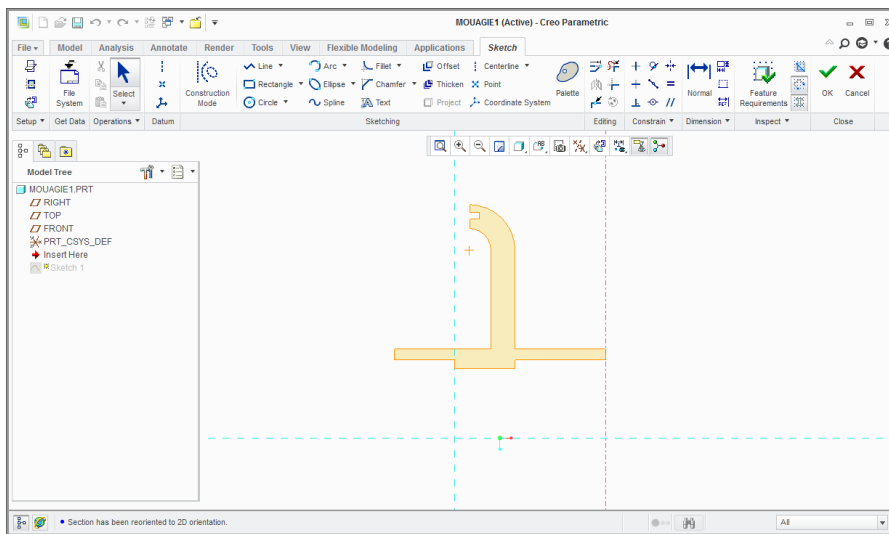 MOUAGIE1 (Active) - Creo Parametric
File Model Analysis Annotate Render Tools View Flexible Modeling Applications Sketch
File System
Select
Construction Mode
Line Arc Fillet Offset Centerline
Rectangle Ellipse Chamfer Thicken Point
Circle Spline Text Project Coordinate System
Palette
Normal
Feature Requirements
OK Cancel
Setup Get Data Operations Datum Sketching Editing Constrain Dimension Inspect Close
Model Tree
MOUAGIE1.PRT
RIGHT
TOP
FRONT
PRT_CSYS_DEF
Insert Here
Sketch 1
Section has been reoriented to 2D orientation.
All